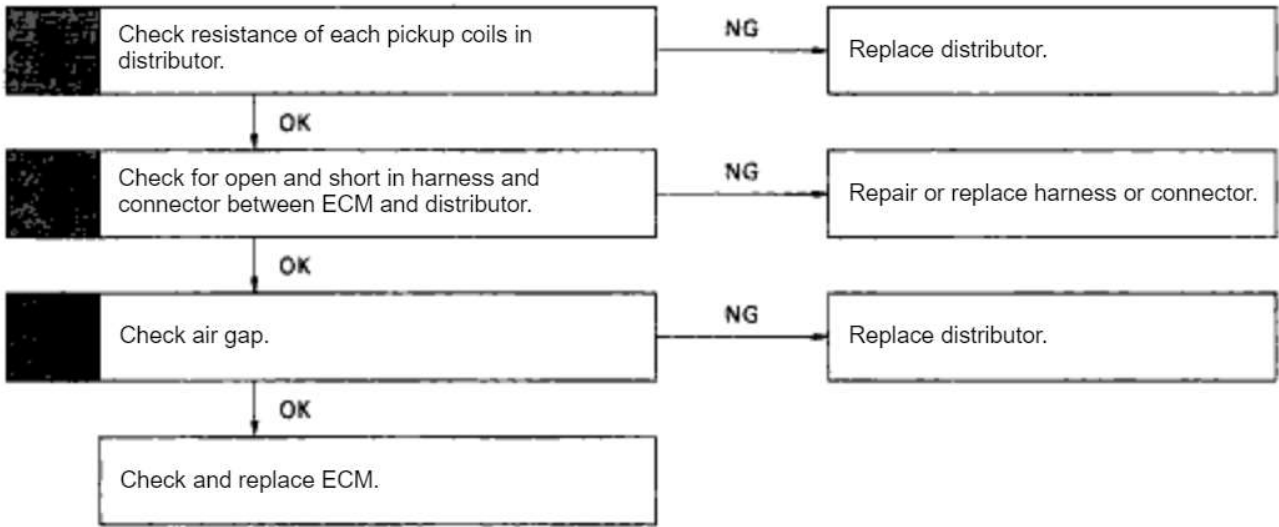 Check resistance of each pickup coils in
distributor.
NG
Replace distributor.
OK
Check for open and short in harness and
connector between ECM and distributor.
NG
Repair or replace harness or connector.
OK
Check air gap.
NG
Replace distributor.
OK
Check and replace ECM.